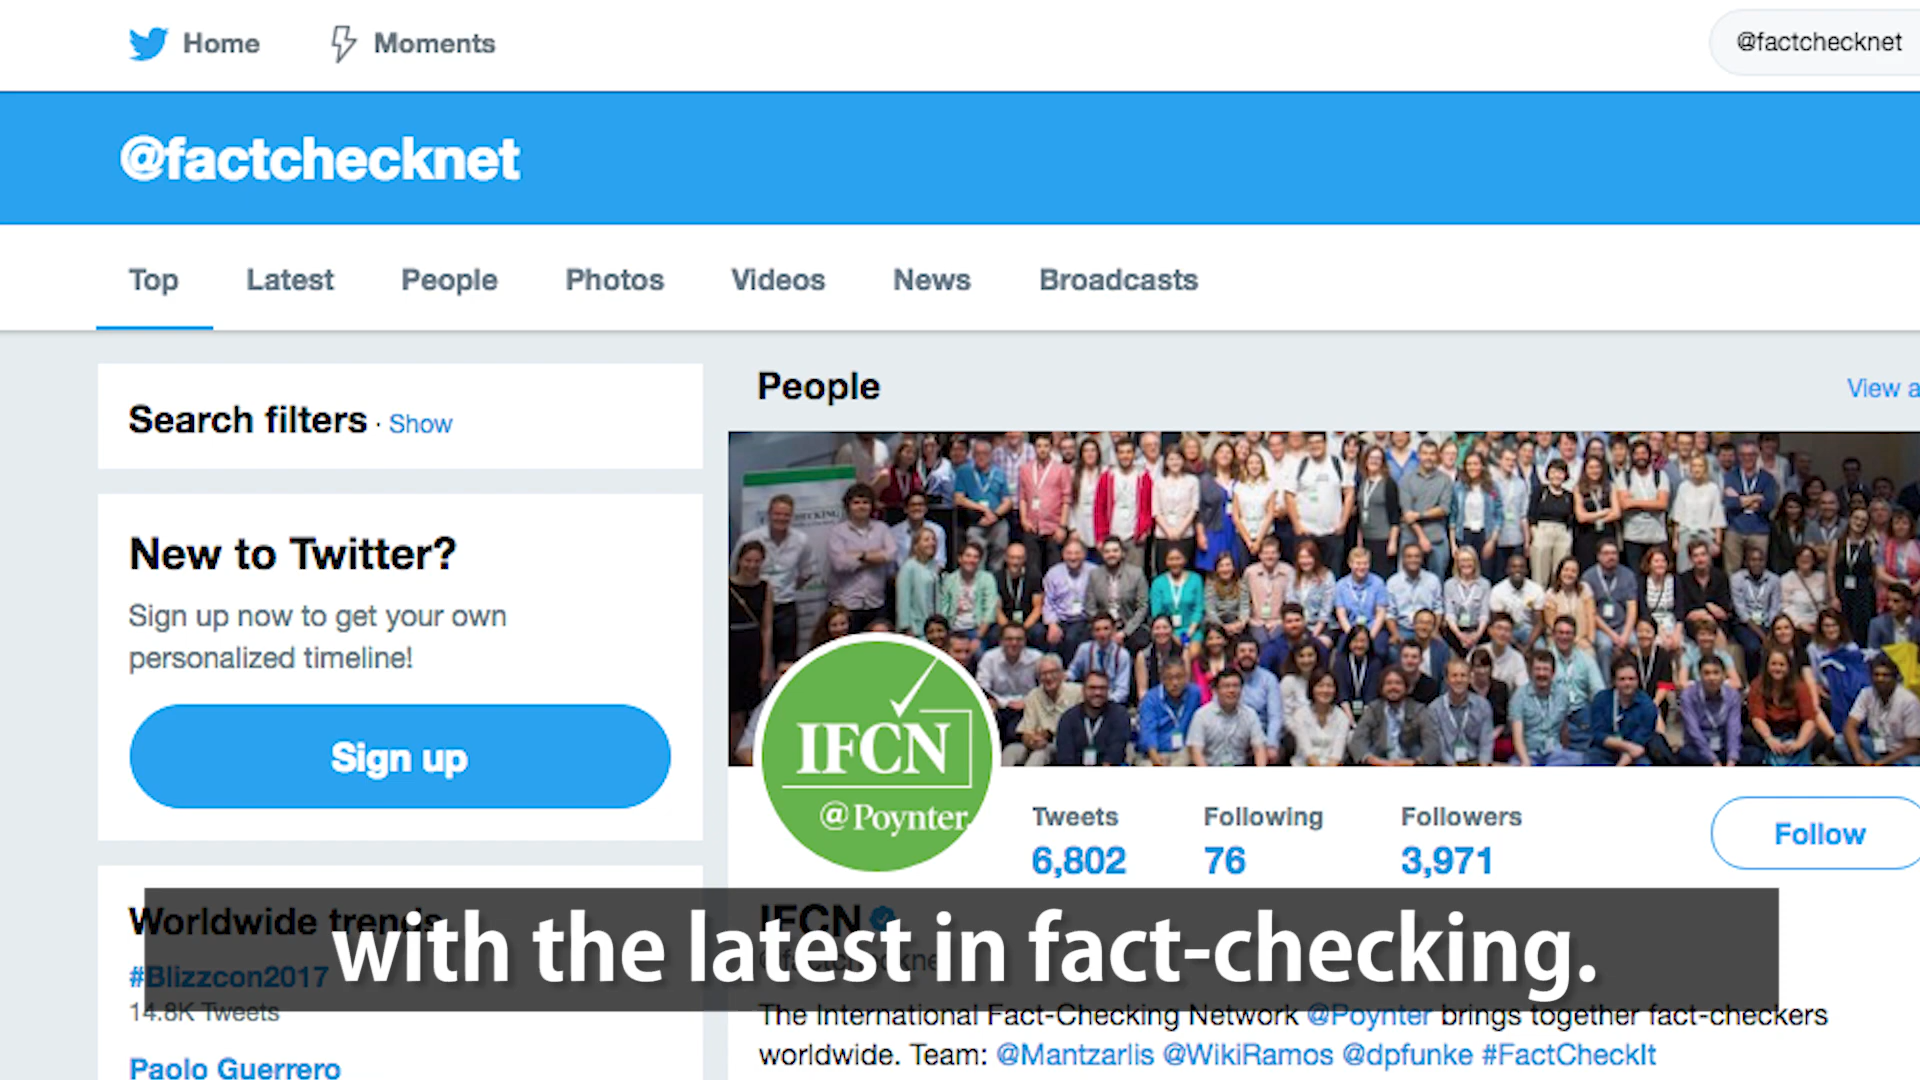 Home
Moments
@factchecknet
@factchecknet
Top
Latest
People
Photos
Videos
News
Broadcasts
Search filters · Show
New to Twitter?
Sign up now to get your own
personalized timeline!
Sign up
Worldwide trends
#Blizzcon2017
14.8K Tweets
Paolo Guerrero
People
View a
IFCN
@Poynter.
Tweets
6,802
Following
76
Followers
3,971
Follow
IFCN
The International Fact-Checking Network @Poynter brings together fact-checkers
worldwide. Team: @Mantzarlis @WikiRamos @dpfunke #FactCheckIt
with the latest in fact-checking.